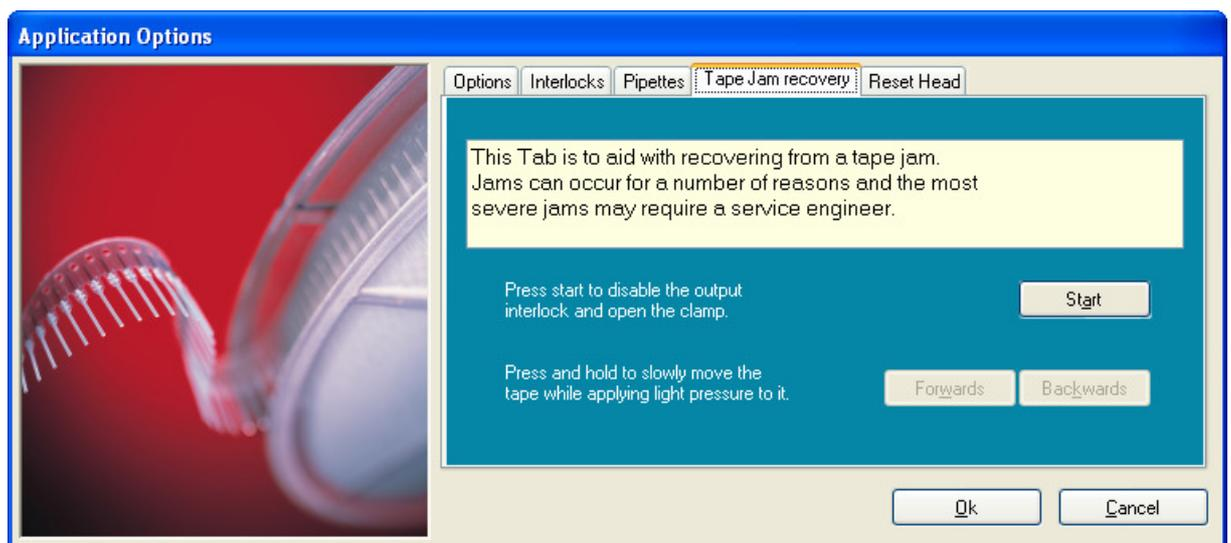 Application Options
Options
Interlocks
Pipettes
Tape Jam recovery
Reset Head
This Tab is to aid with recovering from a tape jam.
Jams can occur for a number of reasons and the most
severe jams may require a service engineer.
Press start to disable the output
interlock and open the clamp.
Start
Press and hold to slowly move the
tape while applying light pressure to it.
Forwards
Backwards
Ok
Cancel